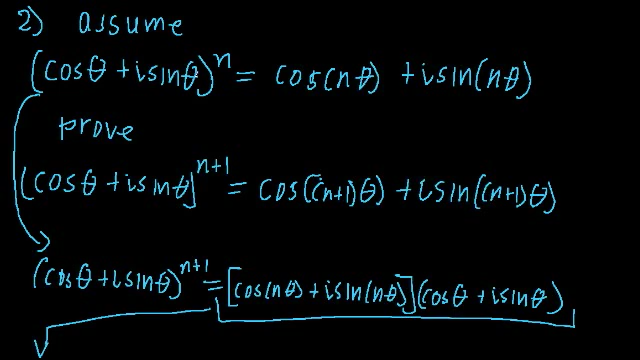 2) assume
(cosθ + isinθ)^n = cos(nθ) + isin(nθ)
prove
[cosθ + isinθ]^n+1 = cos((n+1)θ) + isin((n+1)θ)
(cosθ + isinθ)^n+1 = [cos(nθ) + isin(nθ)](cosθ + isinθ)